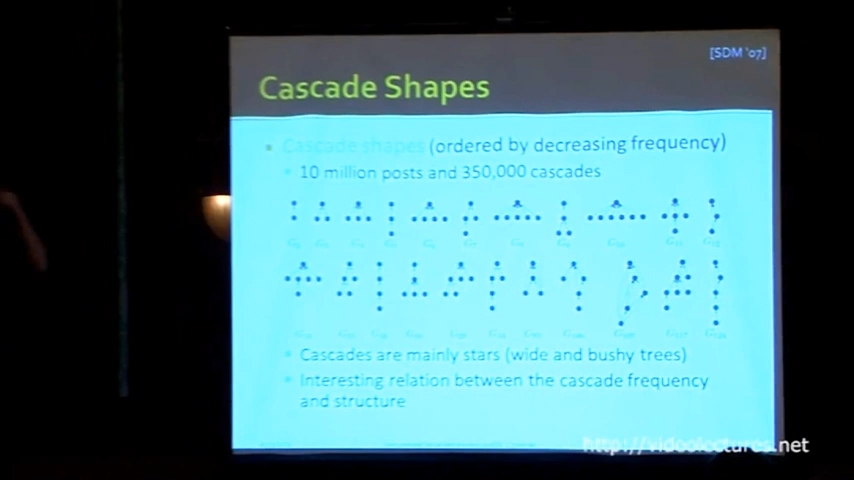 [SDM '07]
Cascade Shapes
Cascade shapes (ordered by decreasing frequency)
10 million posts and 350,000 cascades
Cascades are mainly stars (wide and bushy trees)
Interesting relation between the cascade frequency
and structure
http://videolectures.net